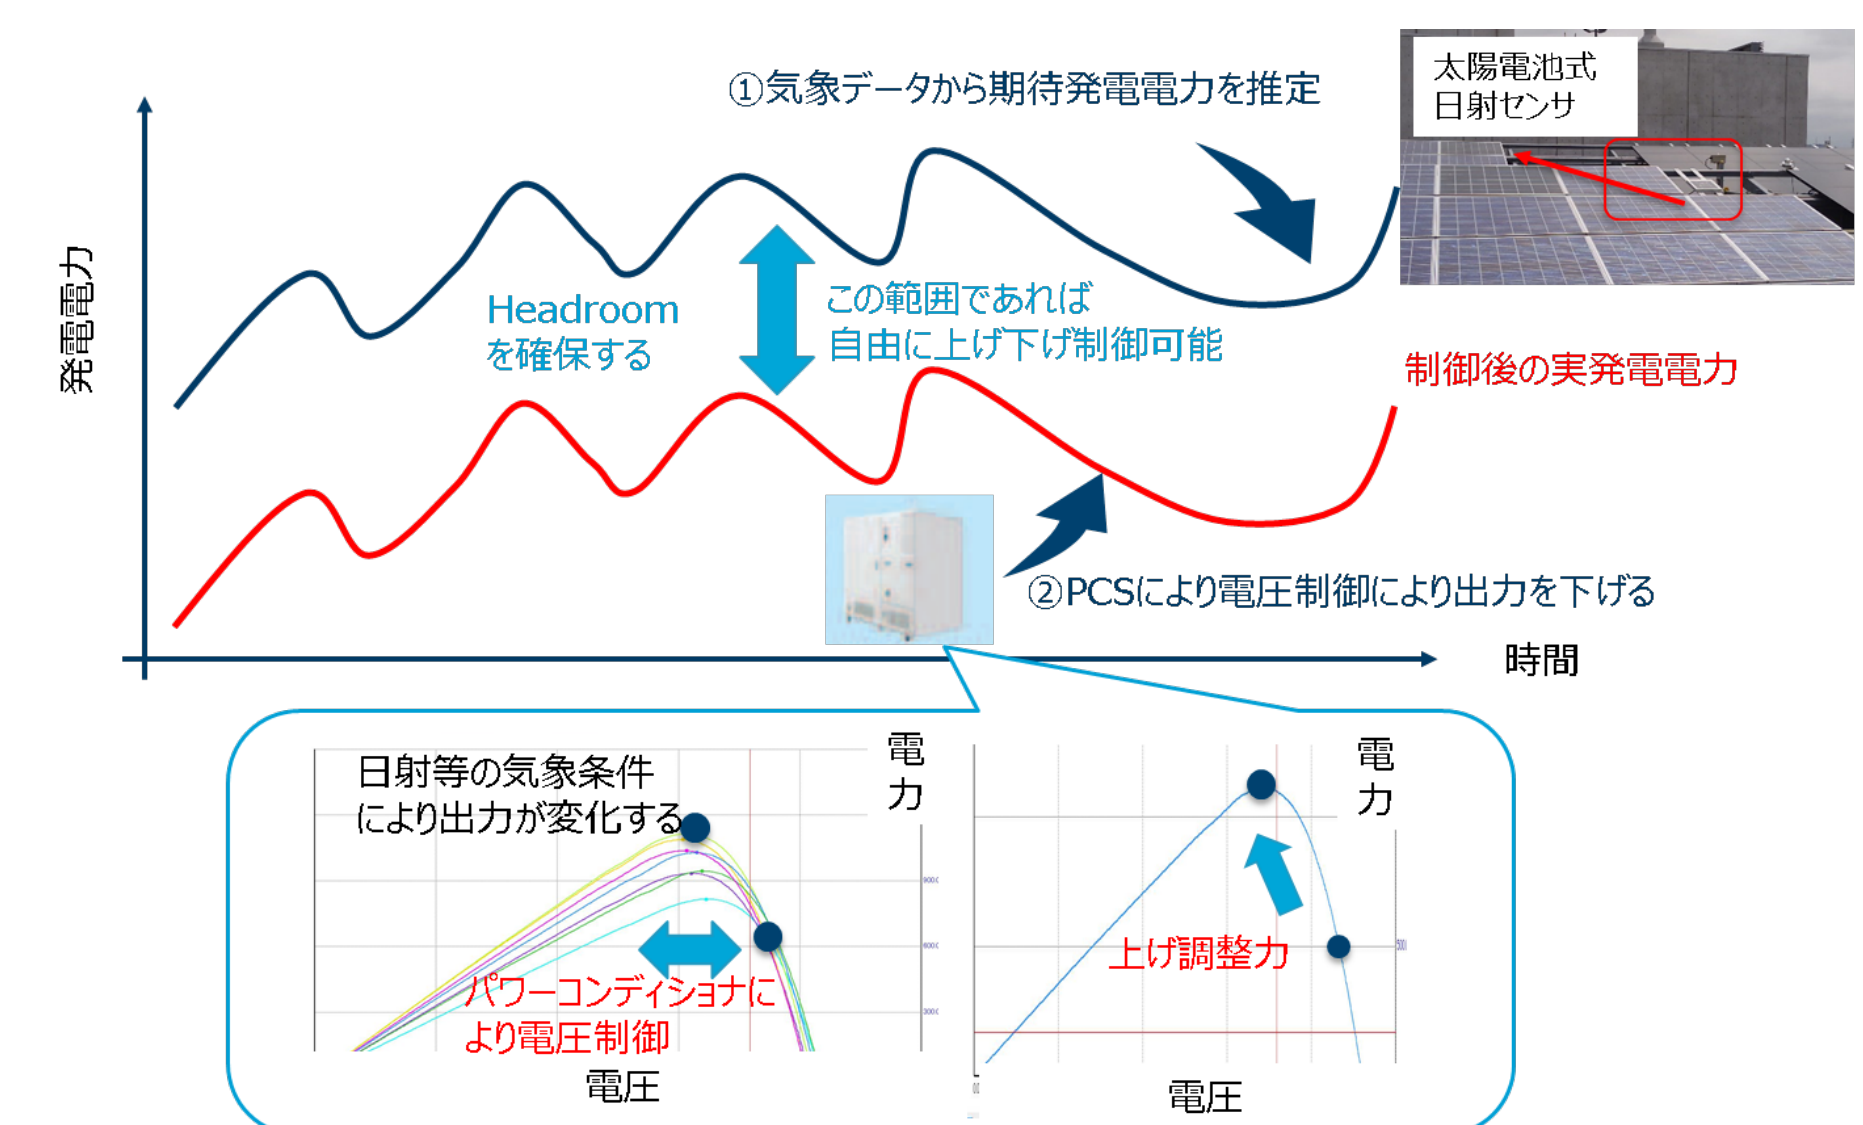 ①気象データから期待発電電力を推定
太陽電池式
日射センサ
発電電力
Headroom
を確保する
この範囲であれば
自由に上げ下げ制御可能
制御後の実発電電力
②PCSにより電圧制御により出力を下げる
時間
日射等の気象条件
により出力が変化する
電力
900.0
600.0
300.0
パワーコンディショナに
より電圧制御
電圧
電力
上げ調整力
電圧